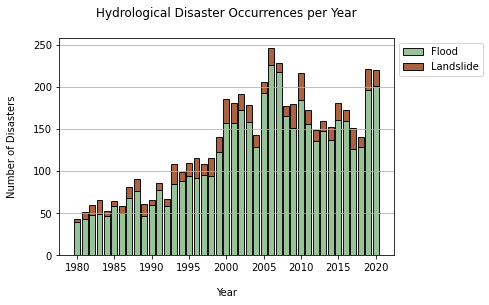 Hydrological Disaster Occurrences per Year
Flood
Landslide
Number of Disasters
250
200
150
100
50
0
1980 1985 1990 1995 2000 2005 2010 2015 2020
Year